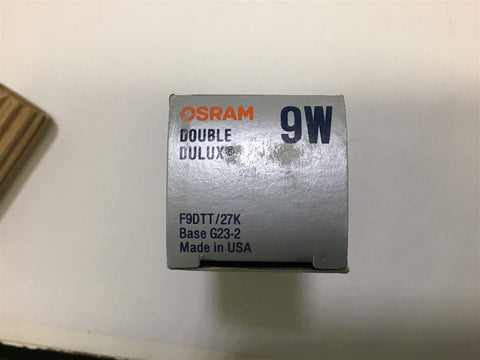 OSRAM
DOUBLE
DULUX®
9W
F9DTT/27K
Base G23-2
Made in USA